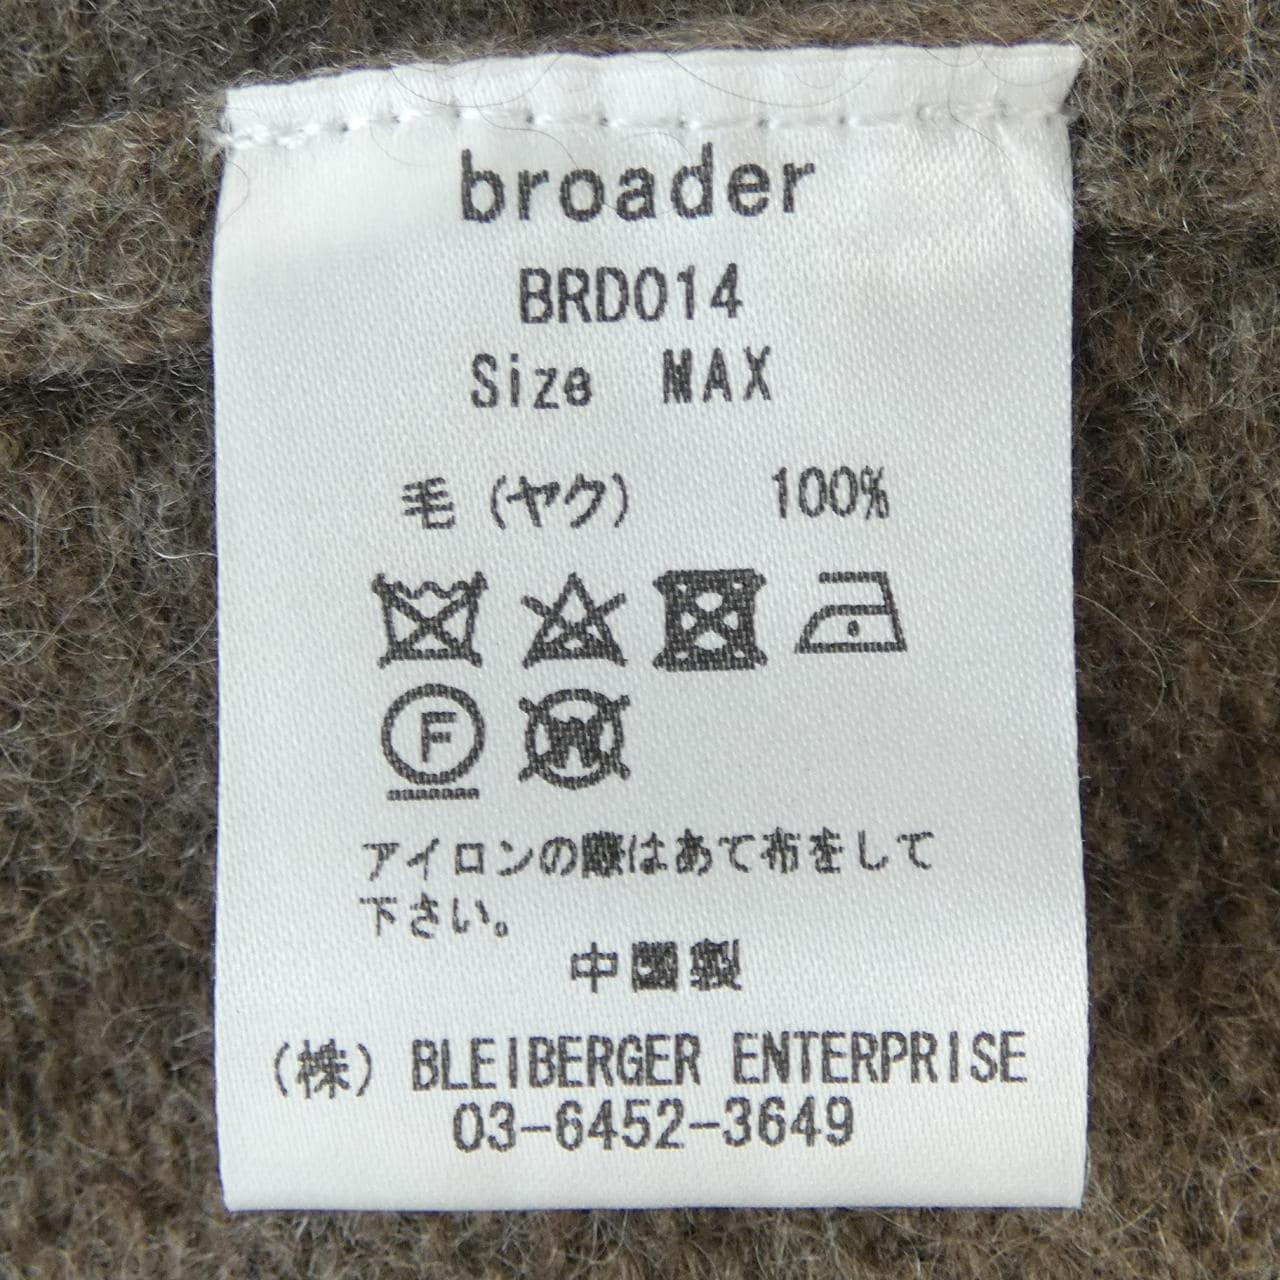 broader
BRD014
Size MAX
毛(ヤク) 100%
F
W
アイロンの際はあて布をして
下さい。
中国製
(株) BLEIBERGER ENTERPRISE
03-6452-3649